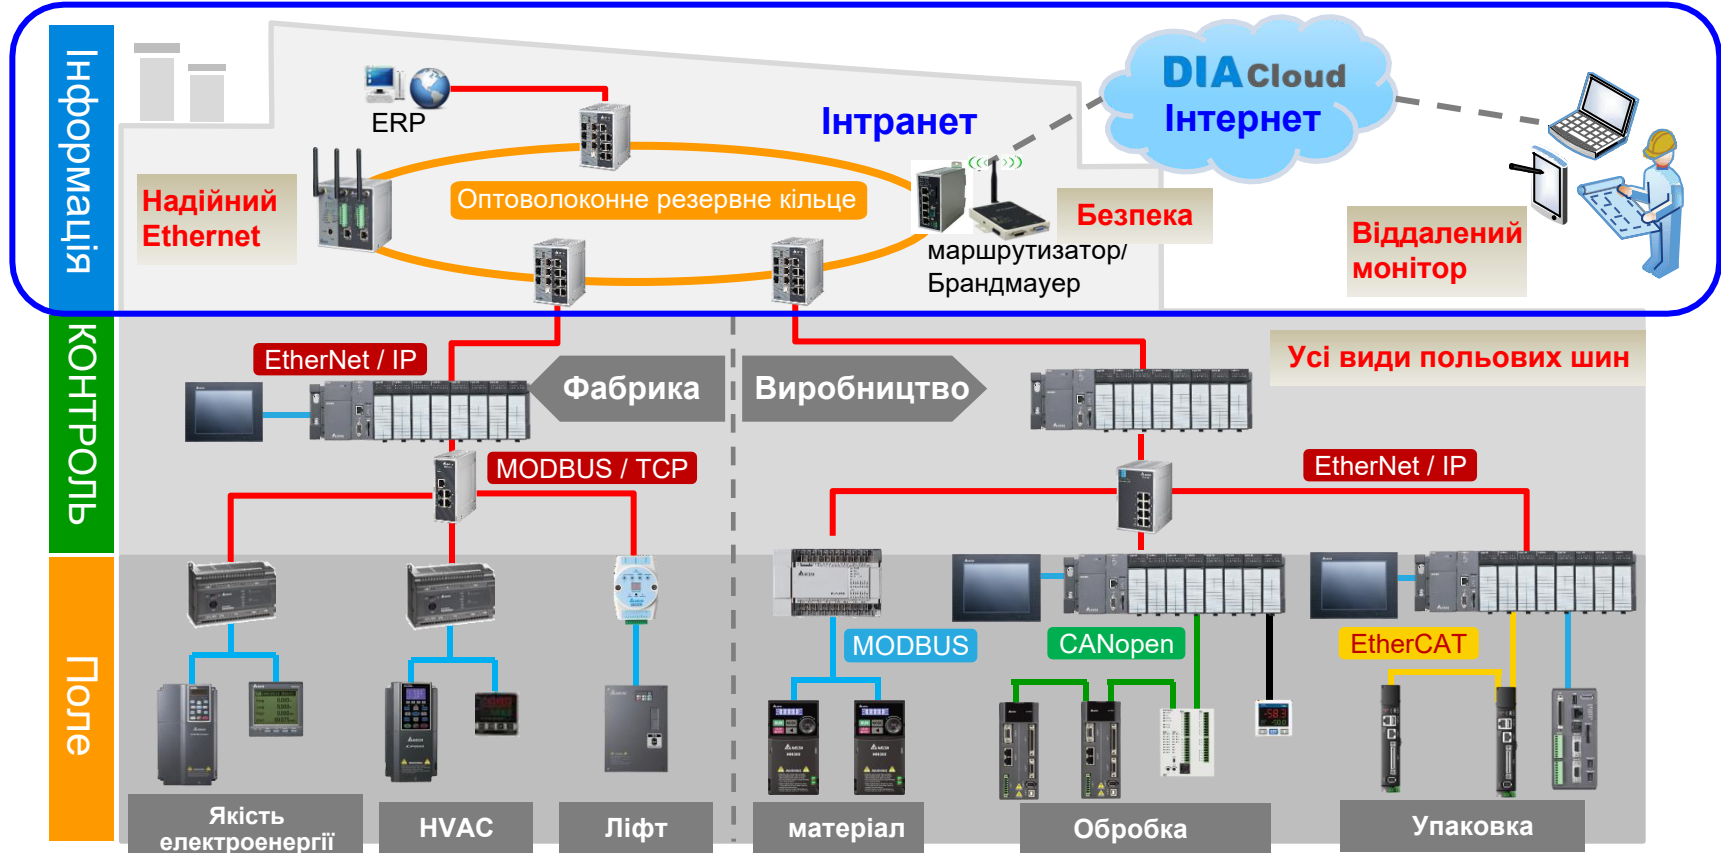 Інформація
КОНТРОЛЬ
Поле
ERP
Інтранет
DIACloud
Інтернет
Надійний
Ethernet
Оптоволоконне резервне кільце
Безпека
маршрутизатор/
Брандмауер
Віддалений
монітор
EtherNet / IP
Фабрика
Виробництво
Усі види польових шин
MODBUS / TCP
EtherNet / IP
MODBUS
CANopen
EtherCAT
Якість
електроенергії
HVAC
Ліфт
матеріал
Обробка
Упаковка